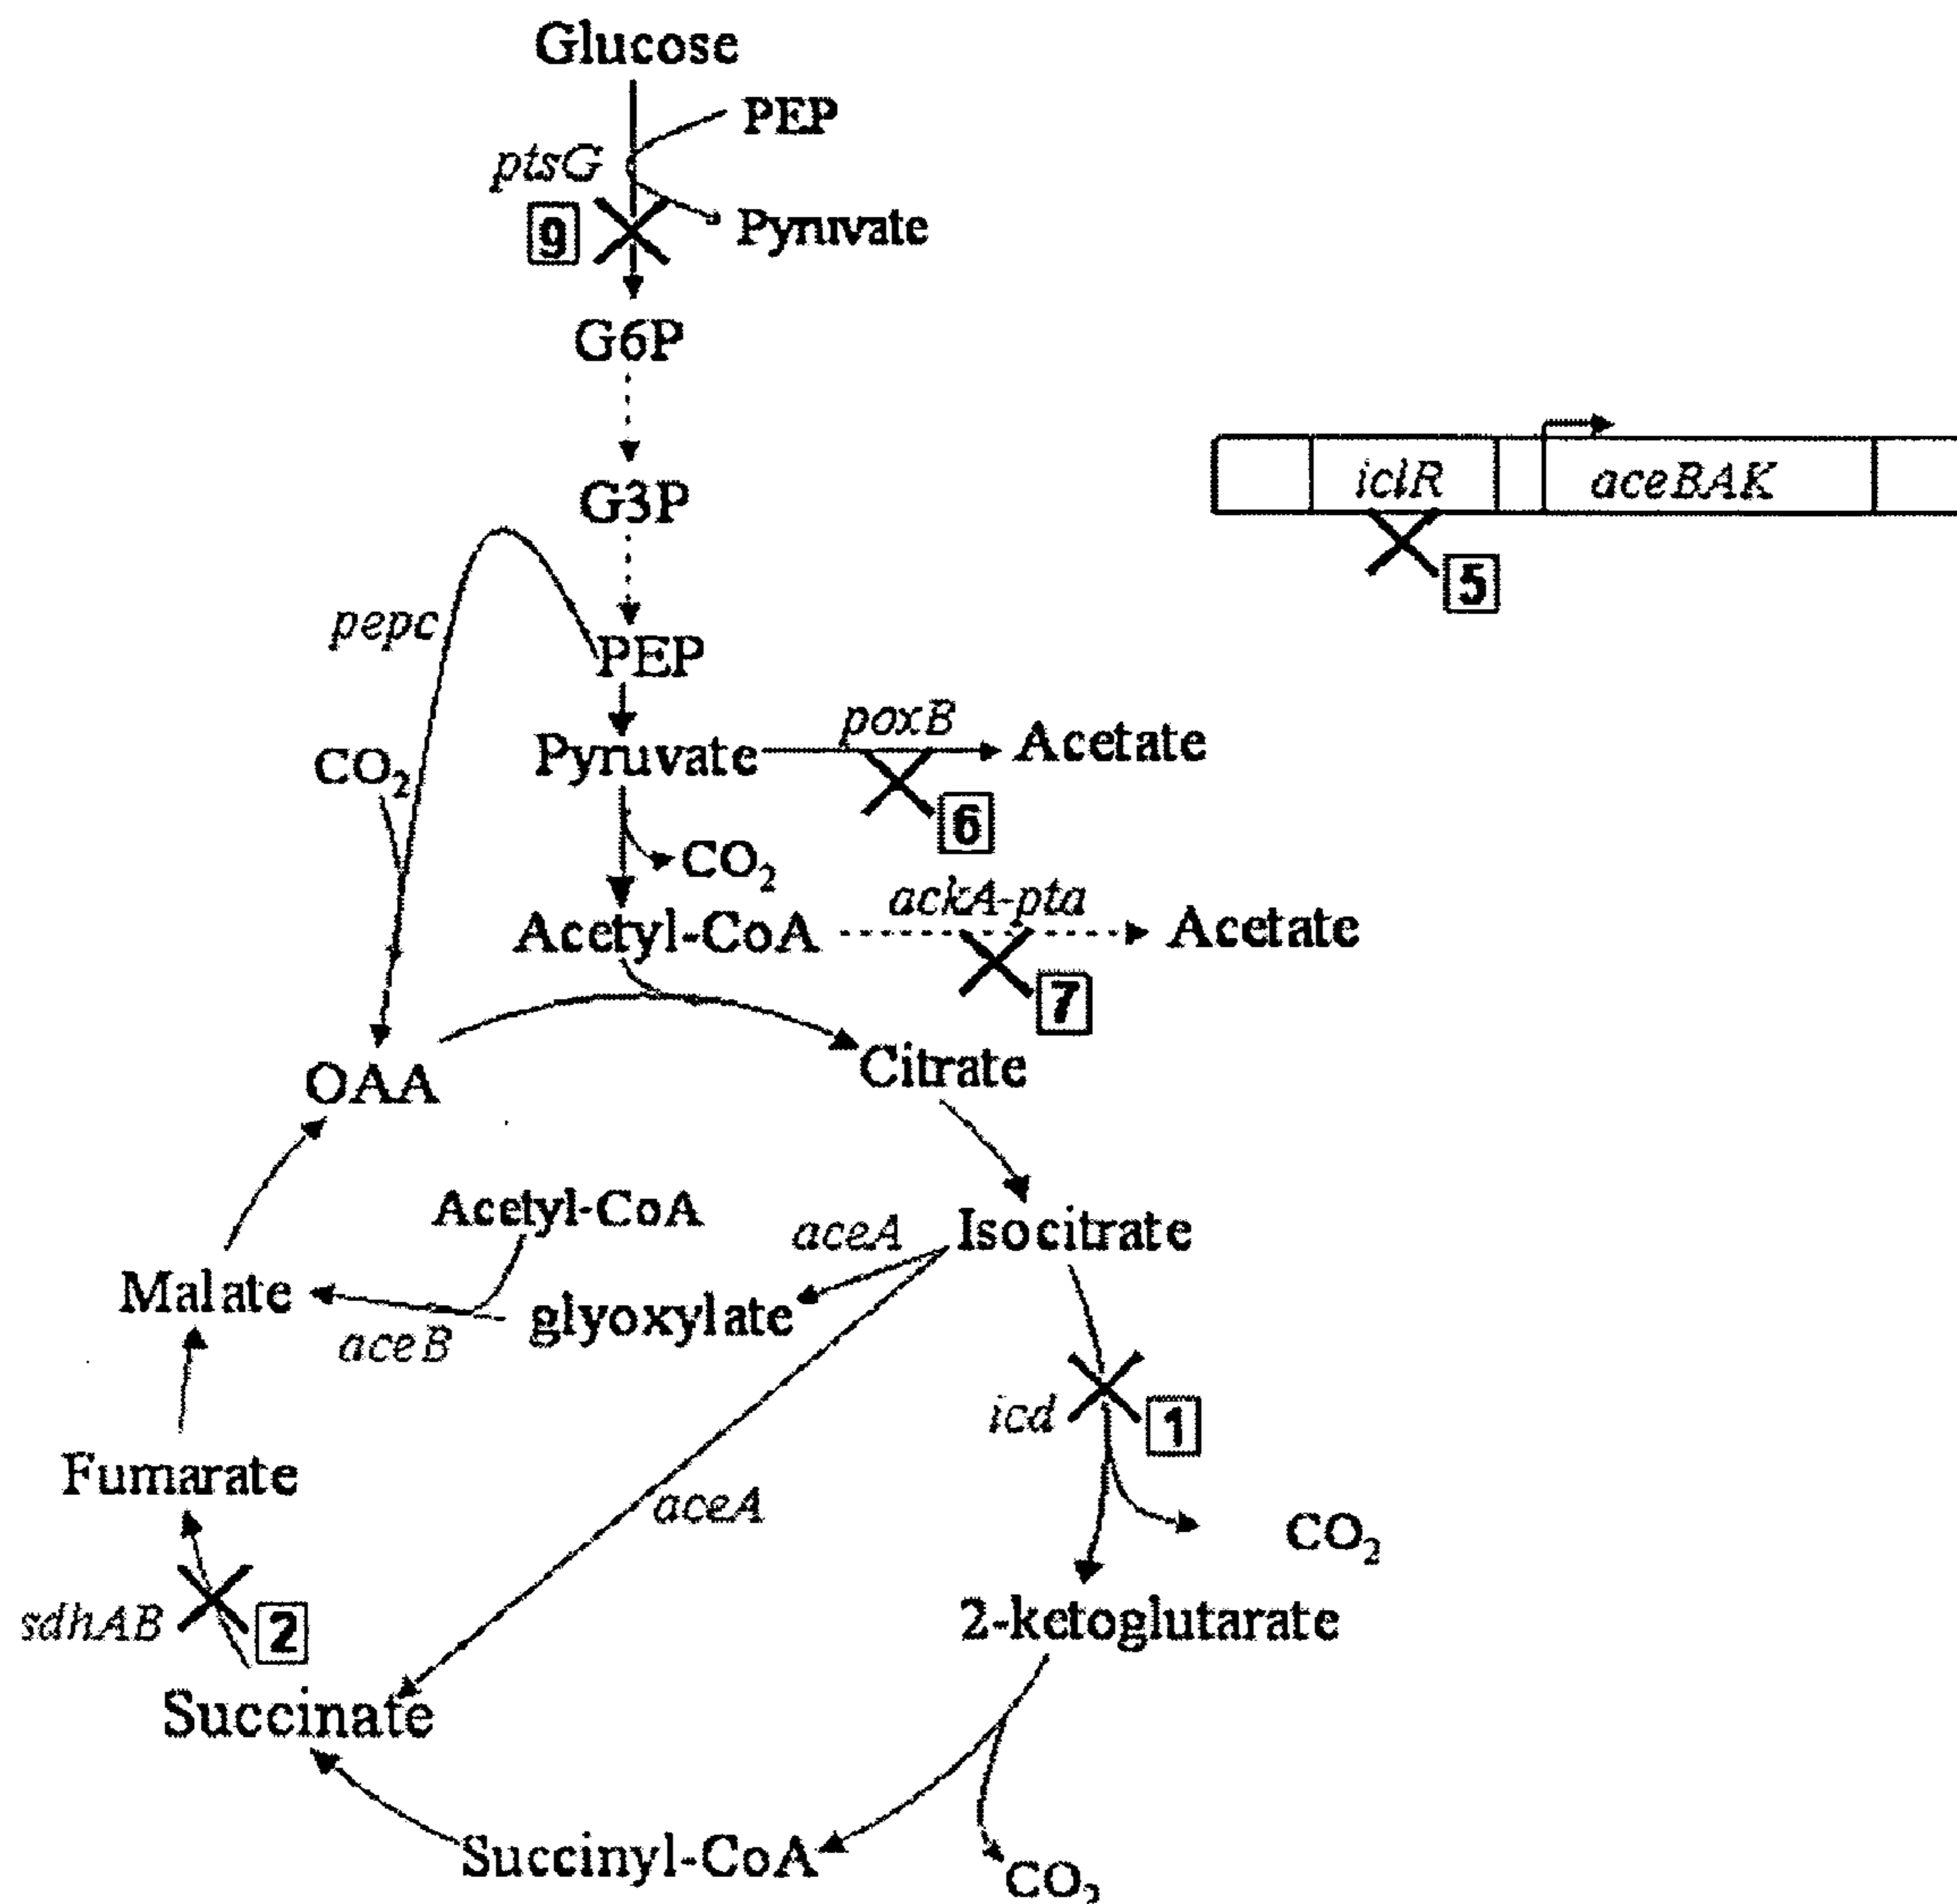 Glucose
PEP
ptsG
9
Pyruvate
G6P
iclR
aceBAK
5
G3P
pepc
PEP
poxB
Pyruvate
Acetate
CO2
6
CO2
ackA-pta
Acetyl-CoA
Acetate
7
OAA
Citrate
Acetyl-CoA
aceA
Isocitrate
Malate
glyoxylate
aceB
icd
1
Fumarate
aceA
CO2
sdhAB
2
2-ketoglutarate
Succinate
Succinyl-CoA
CO2